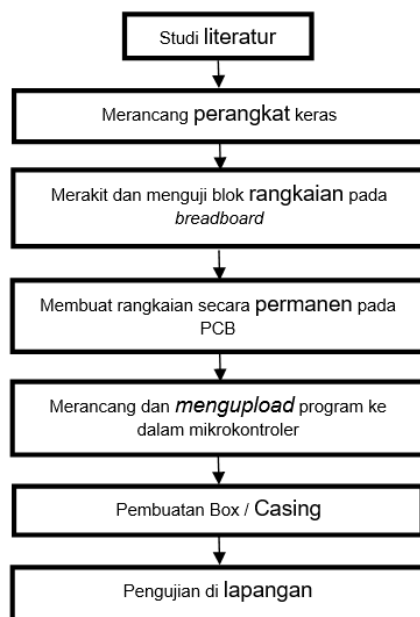 Studi literatur
Merancang perangkat keras
Merakit dan menguji blok rangkaian pada
breadboard
Membuat rangkaian secara permanen pada
PCB
Merancang dan mengupload program ke
dalam mikrokontroler
Pembuatan Box / Casing
Pengujian di lapangan